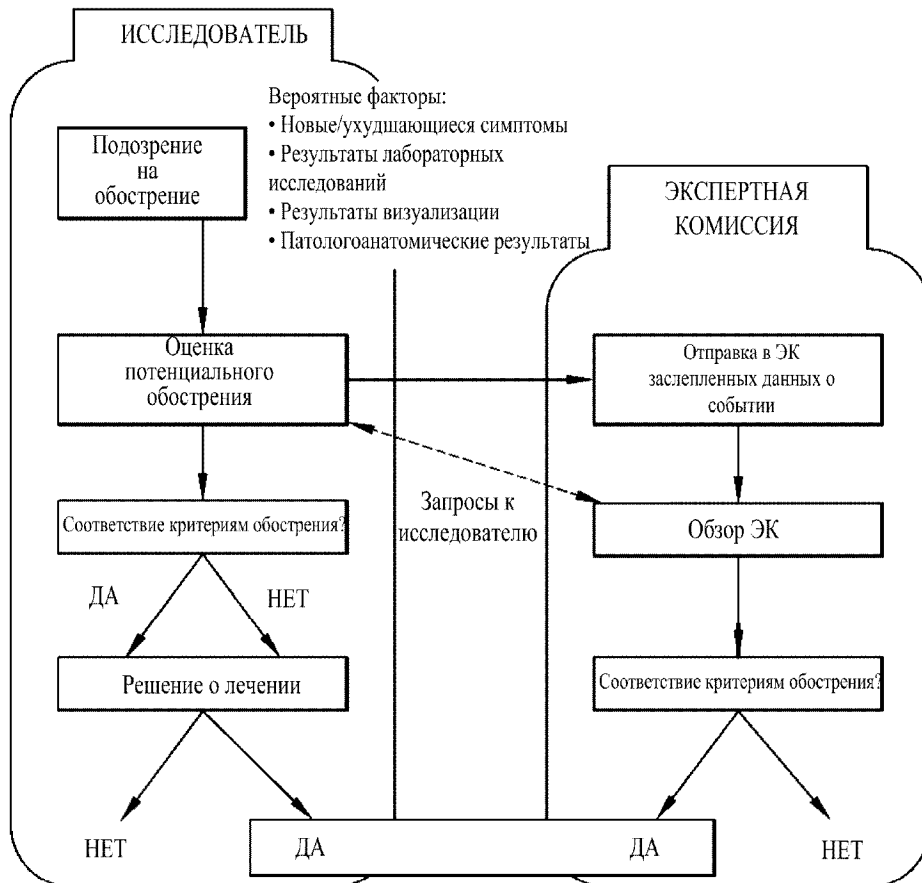 ИССЛЕДОВАТЕЛЬ
Вероятные факторы:
• Новые/ухудшающиеся симптомы
• Результаты лабораторных
исследований
• Результаты визуализации
• Патологоанатомические результаты
Подозрение
на
обострение
Оценка
потенциального
обострения
Соответствие критериям обострения?
ДА
НЕТ
Решение о лечении
НЕТ
ДА
Запросы к
исследователю
ЭКСПЕРТНАЯ
КОМИССИЯ
Отправка в ЭК
заслепленных данных о
событии
Обзор ЭК
Соответствие критериям обострения?
ДА
НЕТ